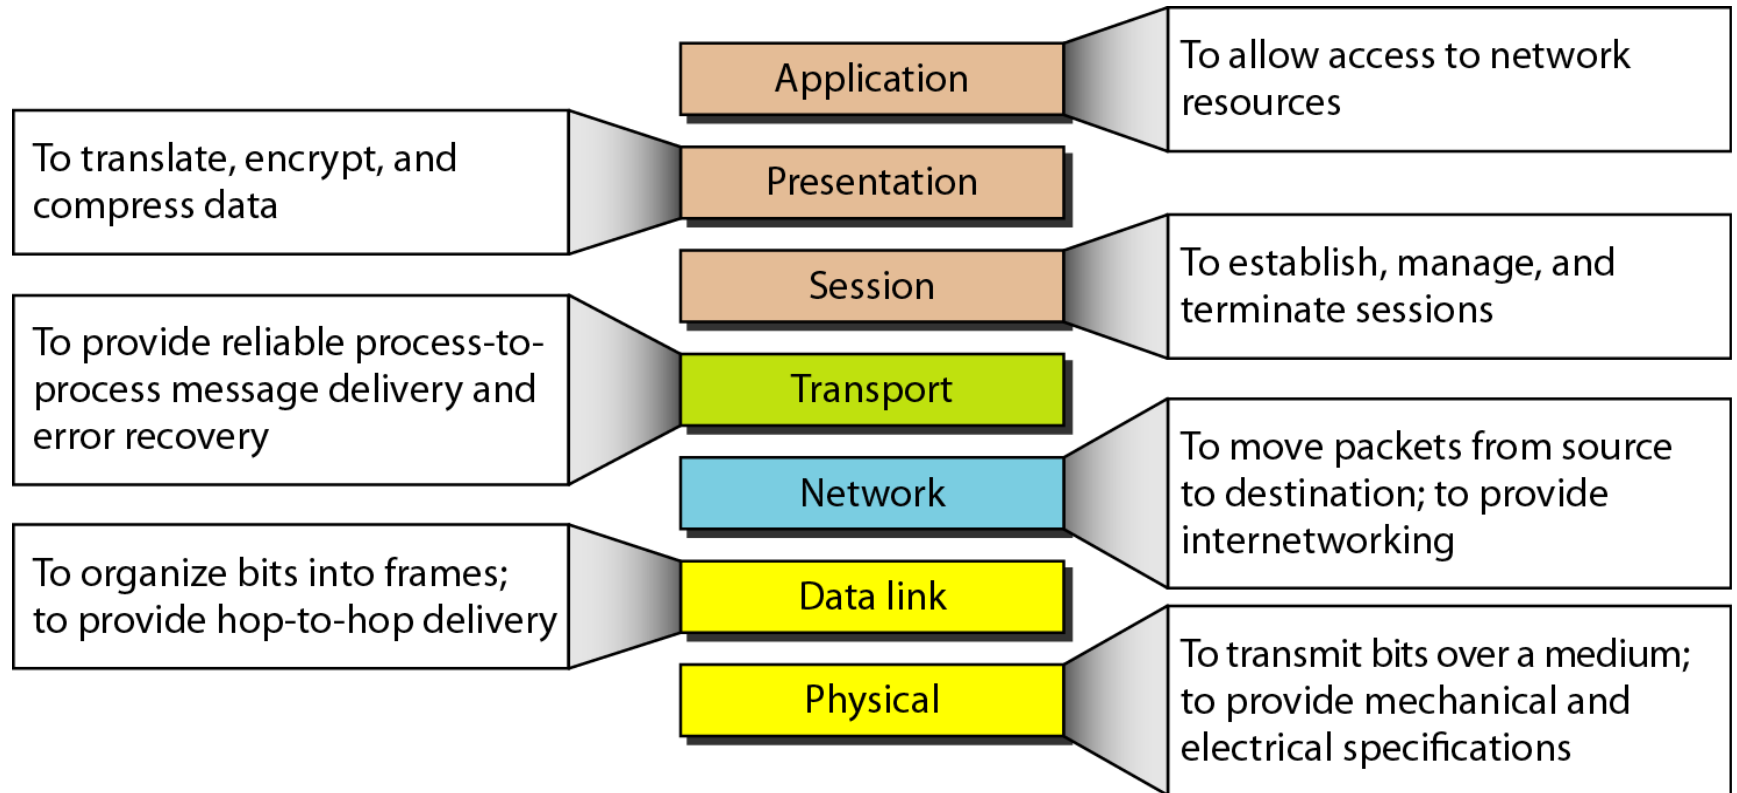 Application
To allow access to network
resources
To translate, encrypt, and
compress data
Presentation
Session
To establish, manage, and
terminate sessions
To provide reliable process-to-
process message delivery and
error recovery
Transport
Network
To move packets from source
to destination; to provide
internetworking
To organize bits into frames;
to provide hop-to-hop delivery
Data link
Physical
To transmit bits over a medium;
to provide mechanical and
electrical specifications